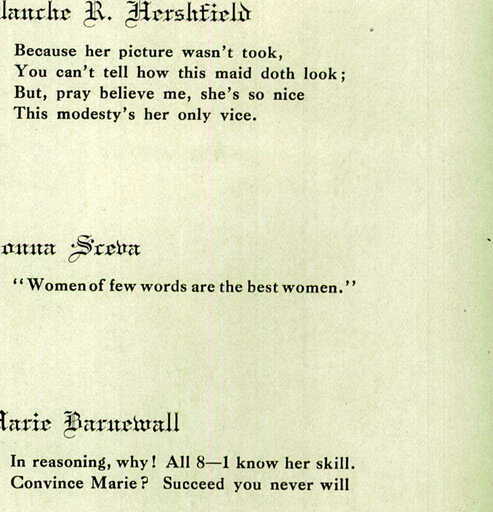 lanche R. Hershfield
Because her picture wasn't took,
You can't tell how this maid doth look;
But, pray believe me, she's so nice
This modesty's her only vice.
onna Sceva
"Women of few words are the best women."
Marie Barnewall
In reasoning, why! All 8—1 know her skill.
Convince Marie? Succeed you never will